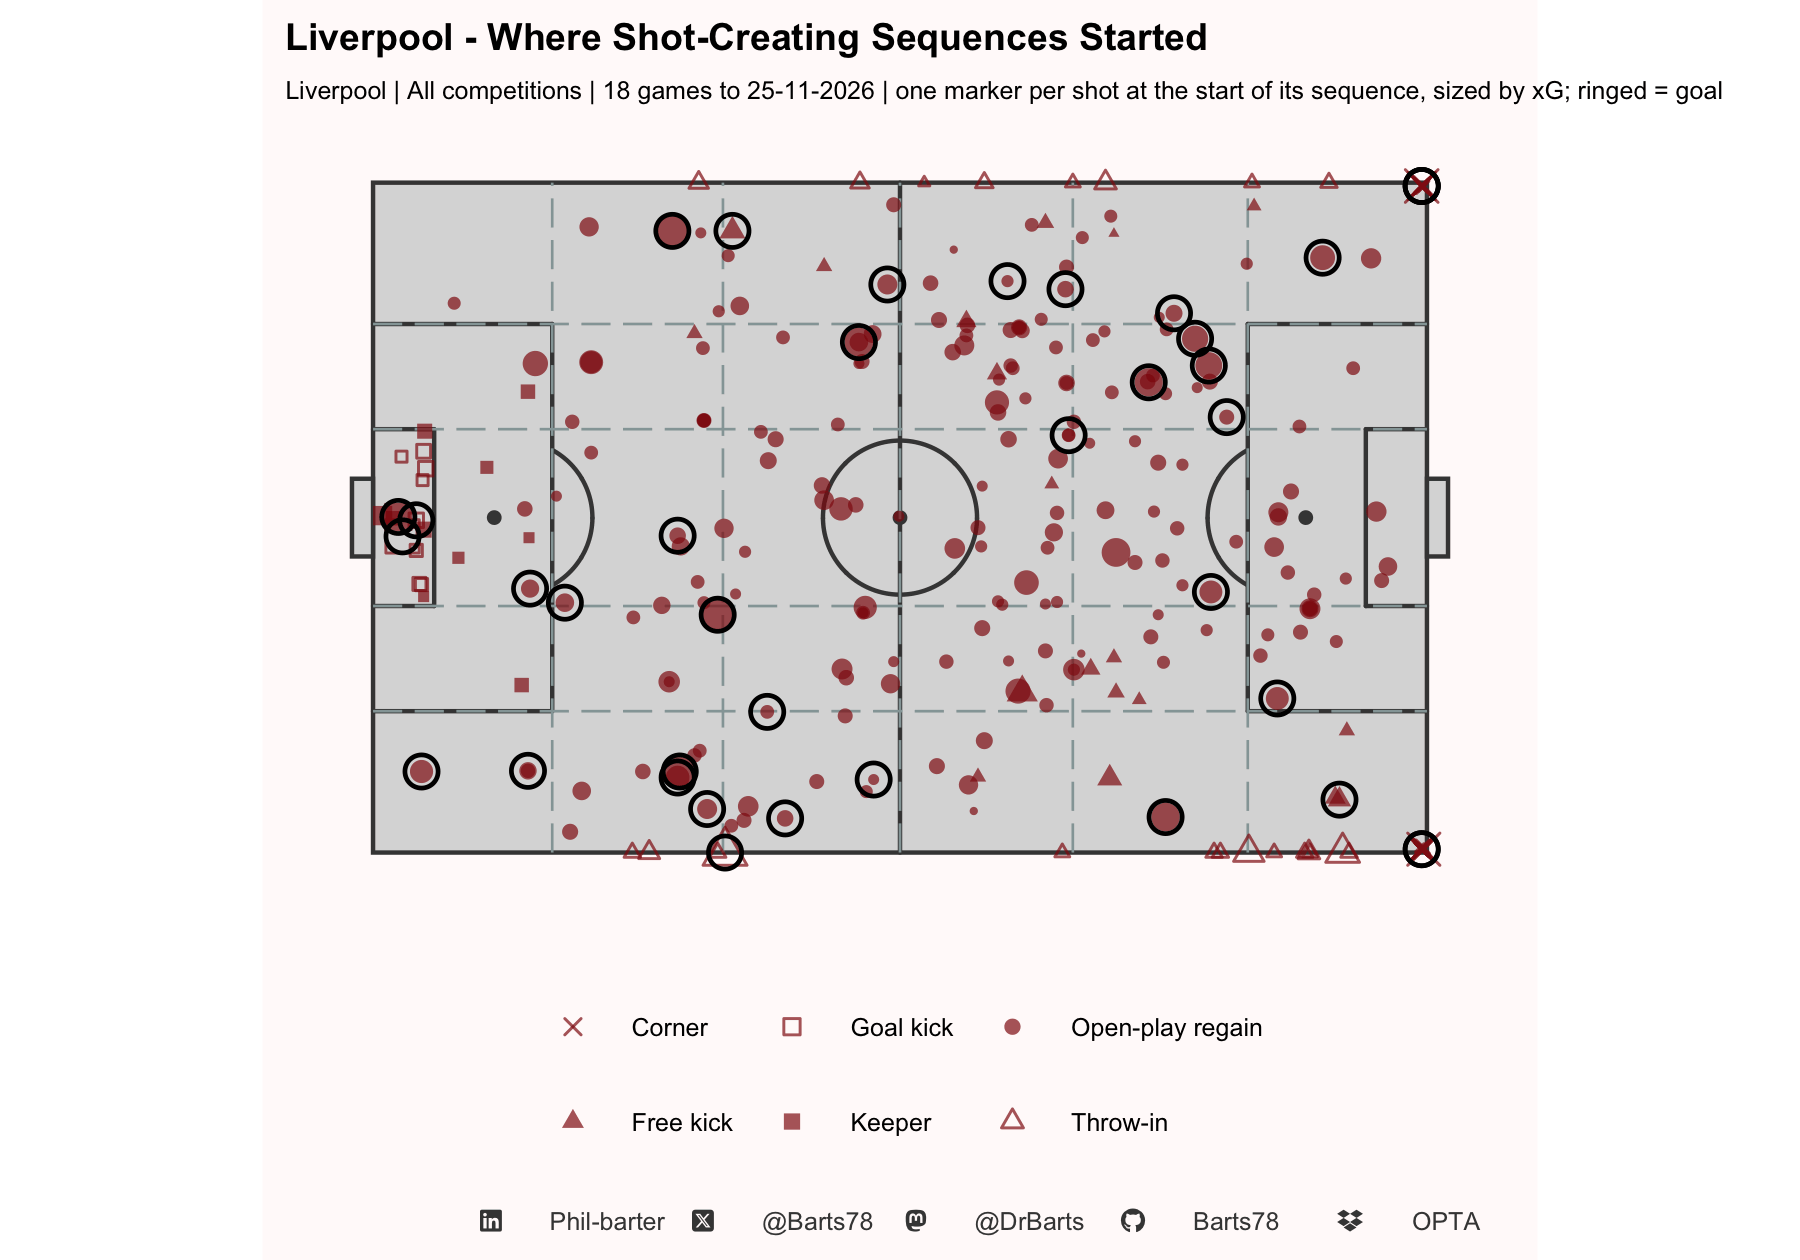 Liverpool - Where Shot-Creating Sequences Started
Liverpool | All competitions | 18 games to 25-11-2026 | one marker per shot at the start of its sequence, sized by xG; ringed = goal
Corner Goal kick Open-play regain
Free kick Keeper Throw-in
Phil-barter @Barts78 @DrBarts Barts78 OPTA